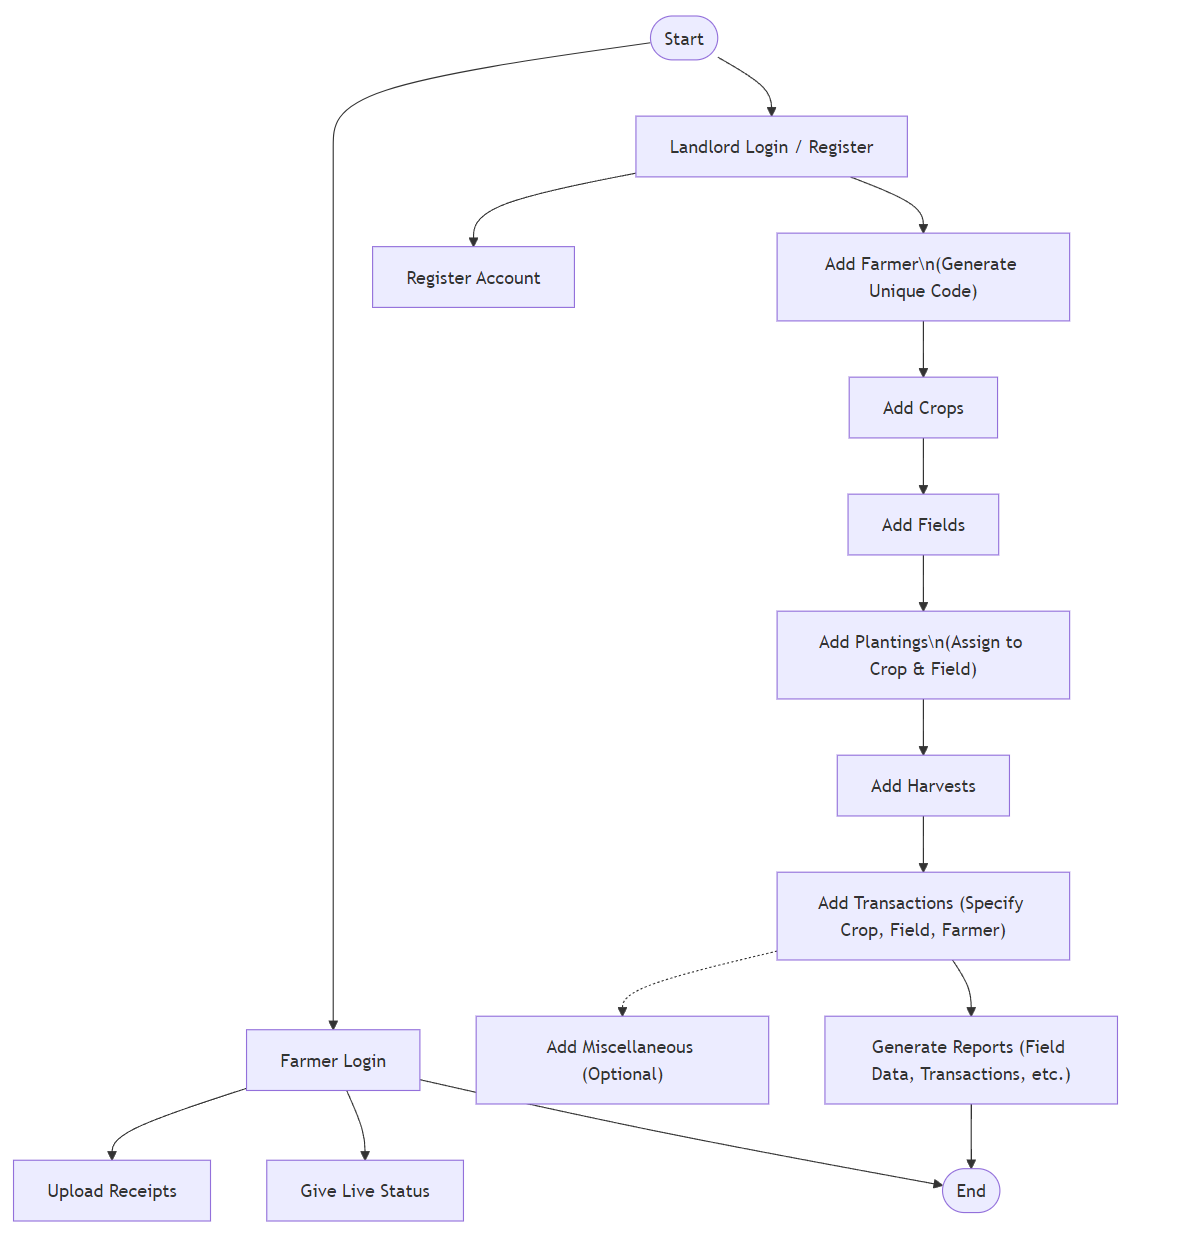 Start
Landlord Login / Register
Register Account
Add Farmer\n(Generate
Unique Code)
Add Crops
Add Fields
Add Plantings\n(Assign to
Crop & Field)
Add Harvests
Add Transactions (Specify
Crop, Field, Farmer)
Farmer Login
Add Miscellaneous
(Optional)
Generate Reports (Field
Data, Transactions, etc.)
Upload Receipts
Give Live Status
End